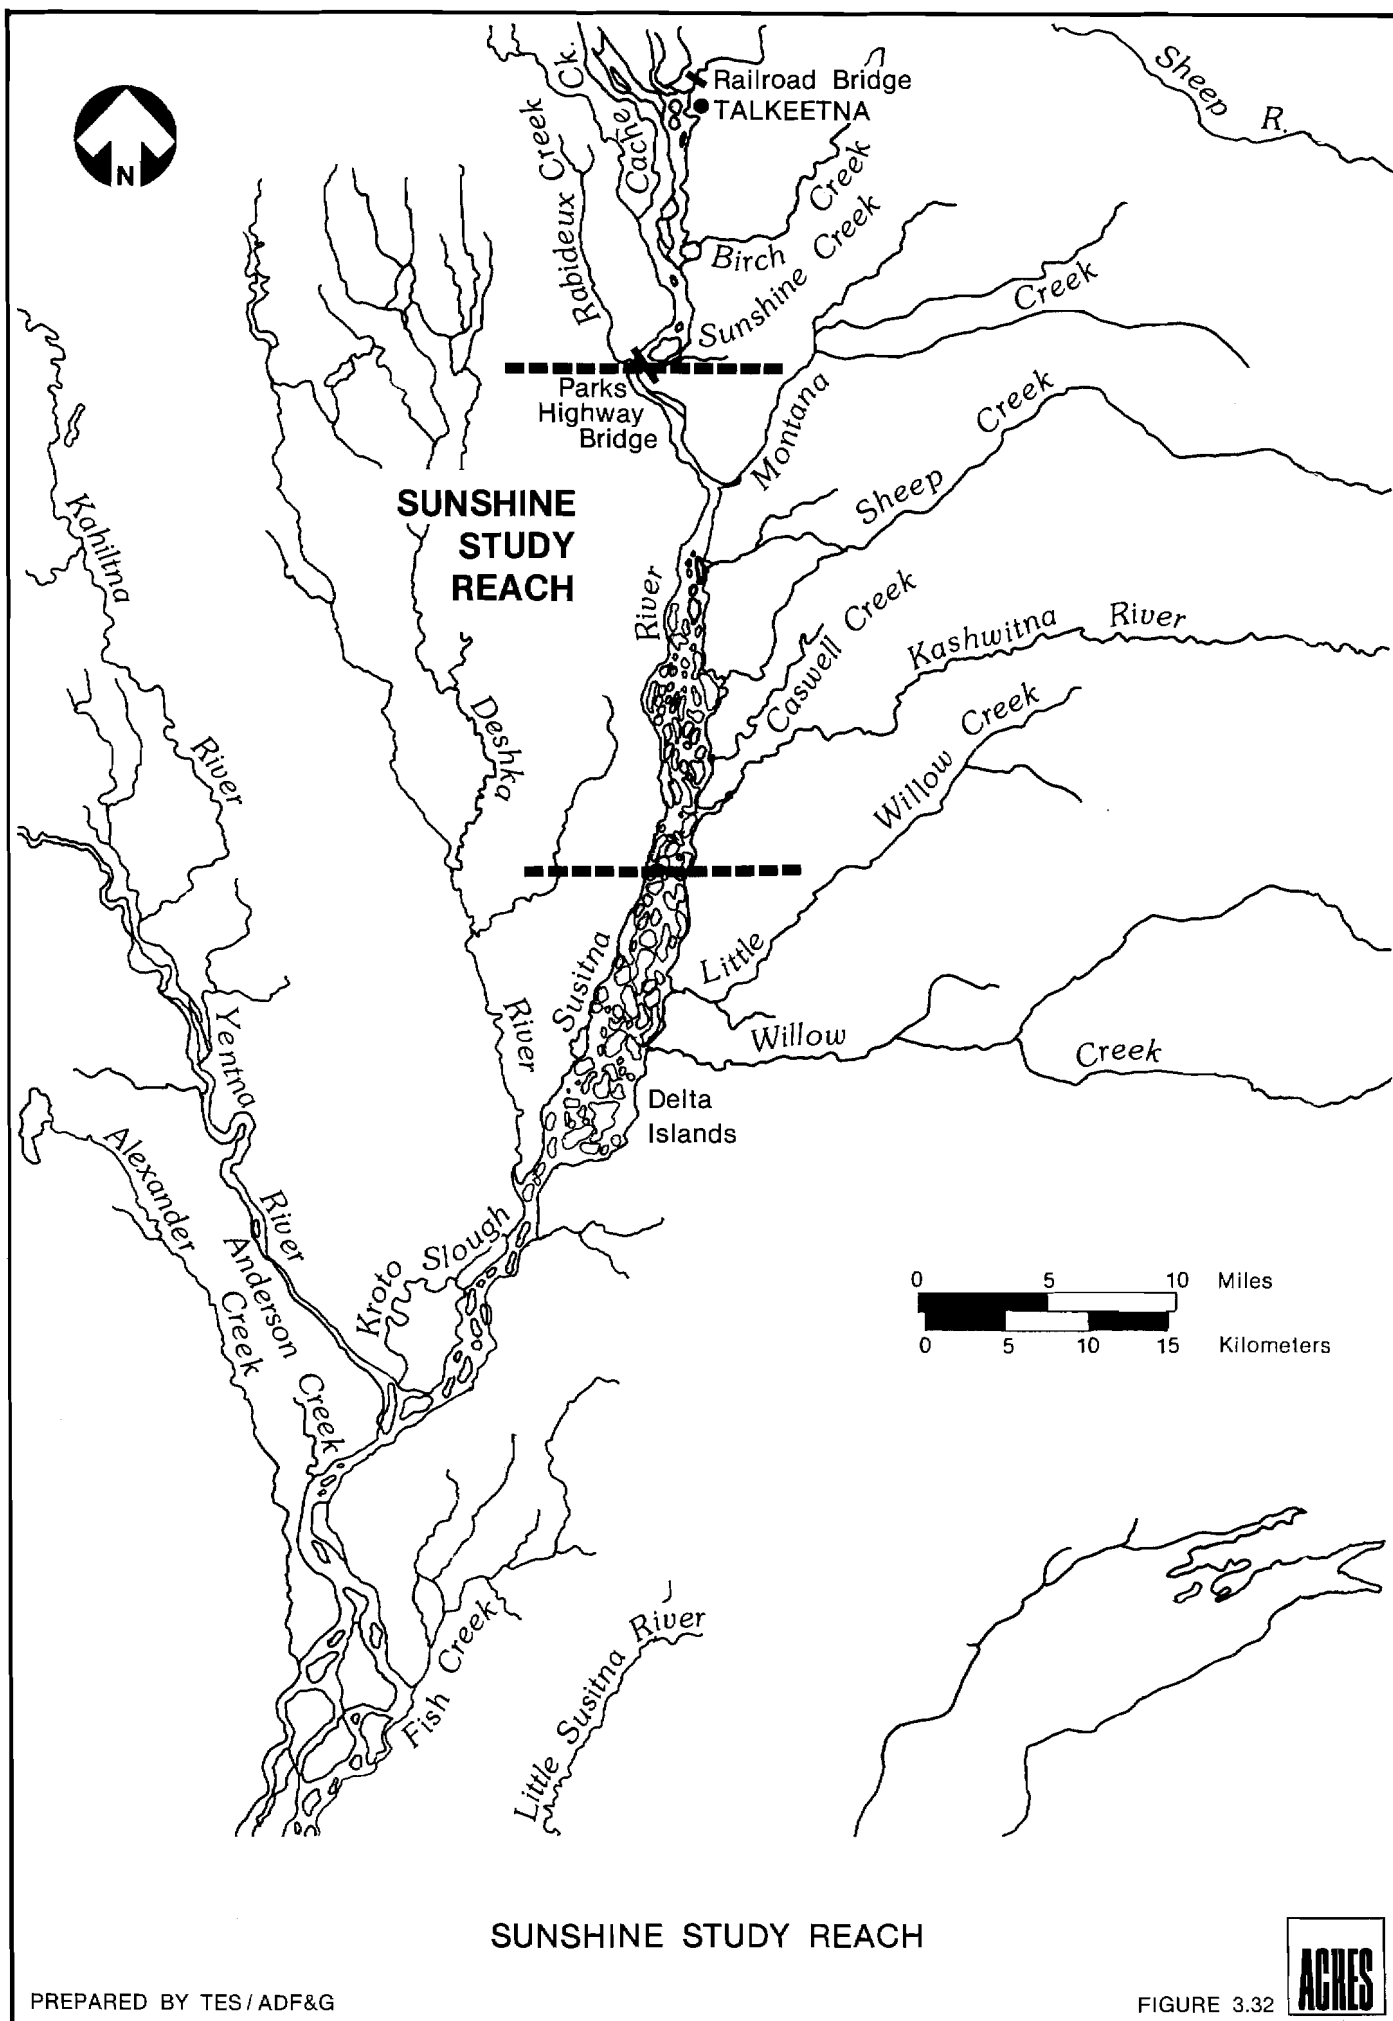 Railroad Bridge
TALKEETNA
N
Sheep R.
Rabideux Creek
Cache Ck.
Birch Creek
Sunshine Creek
Montana Creek
Parks
Highway
Bridge
SUNSHINE
STUDY
REACH
Sheep Creek
Caswell Creek
Kashwitna River
Kahiltna River
Deshka River
Susitna River
Little Willow Creek
Willow Creek
Delta
Islands
Yentna River
Alexander Creek
Anderson Creek
Kroto Slough
0 5 10 Miles
0 5 10 15 Kilometers
Fish Creek
Little Susitna River
SUNSHINE STUDY REACH
PREPARED BY TES/ADF&G
FIGURE 3.32
ACRES